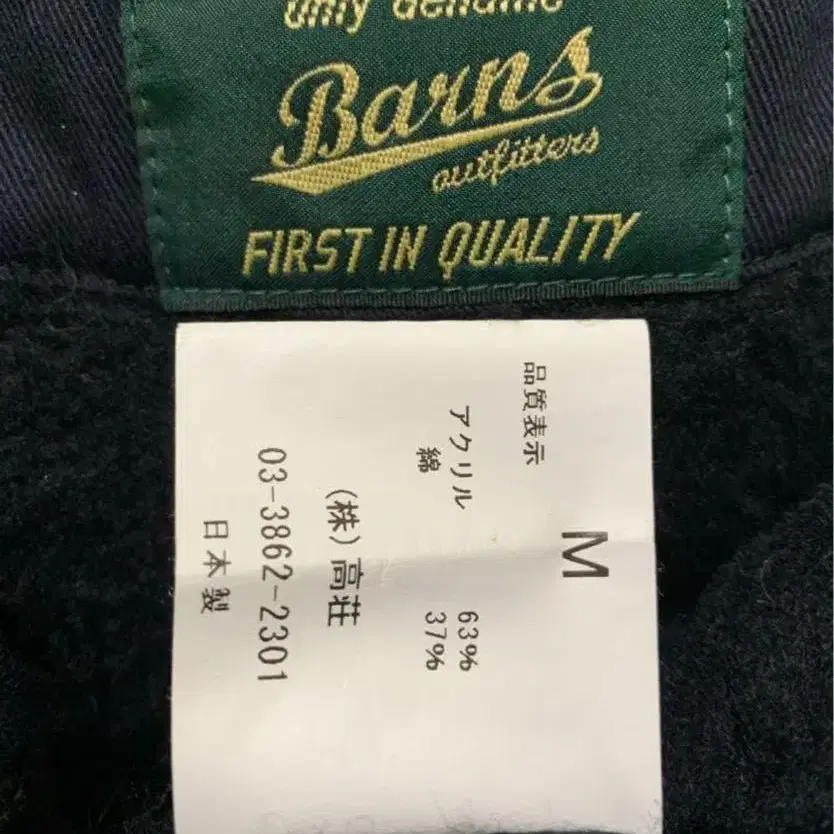 only genuine
Barns
outfitters
FIRST IN QUALITY
M
品質表示
アクリル 63%
綿 37%
(株)高荘
03-3862-2301
日本製